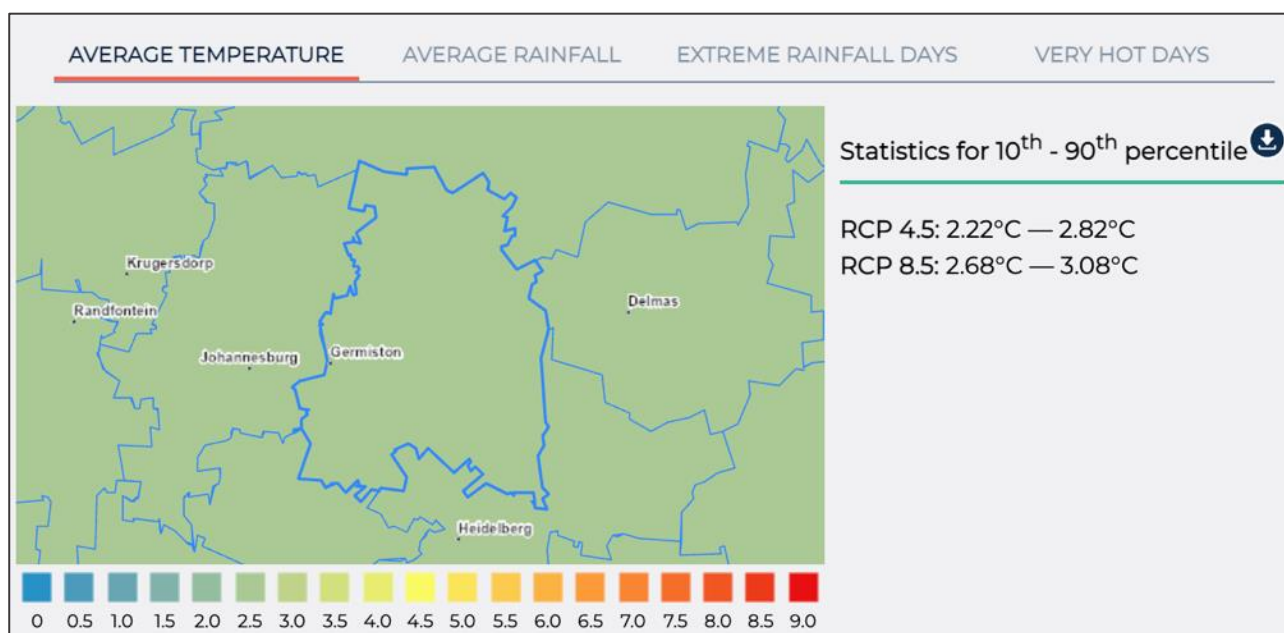 AVERAGE TEMPERATURE AVERAGE RAINFALL EXTREME RAINFALL DAYS VERY HOT DAYS
Statistics for 10th - 90th percentile
RCP 4.5: 2.22°C — 2.82°C
RCP 8.5: 2.68°C — 3.08°C
Krugersdorp
Randfontein
Delmas
Johannesburg
Germiston
Heidelberg
0 0.5 1.0 1.5 2.0 2.5 3.0 3.5 4.0 4.5 5.0 5.5 6.0 6.5 7.0 7.5 8.0 8.5 9.0